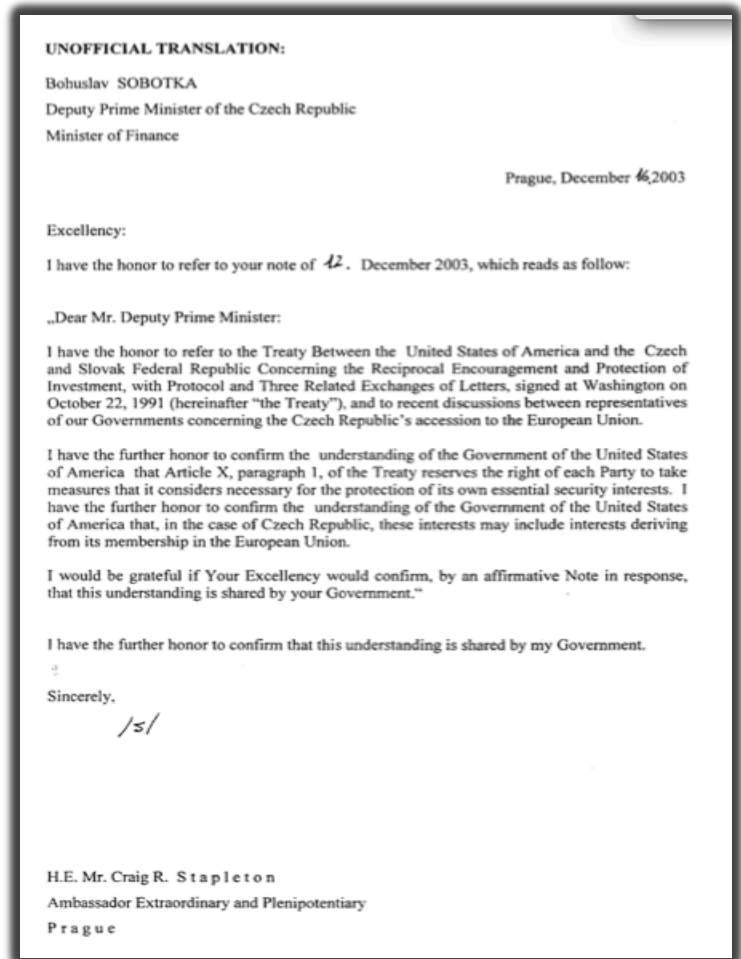 UNOFFICIAL TRANSLATION:
Bohuslav SOBOTKA
Deputy Prime Minister of the Czech Republic
Minister of Finance
Prague, December 16,2003
Excellency:
I have the honor to refer to your note of 12. December 2003, which reads as follow:
„Dear Mr. Deputy Prime Minister:
I have the honor to refer to the Treaty Between the United States of America and the Czech
and Slovak Federal Republic Concerning the Reciprocal Encouragement and Protection of
Investment, with Protocol and Three Related Exchanges of Letters, signed at Washington on
October 22, 1991 (hereinafter “the Treaty”), and to recent discussions between representatives
of our Governments concerning the Czech Republic’s accession to the European Union.
I have the further honor to confirm the understanding of the Government of the United States
of America that Article X, paragraph 1, of the Treaty reserves the right of each Party to take
measures that it considers necessary for the protection of its own essential security interests. I
have the further honor to confirm the understanding of the Government of the United States
of America that, in the case of Czech Republic, these interests may include interests deriving
from its membership in the European Union.
I would be grateful if Your Excellency would confirm, by an affirmative Note in response,
that this understanding is shared by your Government.“
I have the further honor to confirm that this understanding is shared by my Government.
Sincerely,
/s/
H.E. Mr. Craig R. S t a p l e t o n
Ambassador Extraordinary and Plenipotentiary
P r a g u e